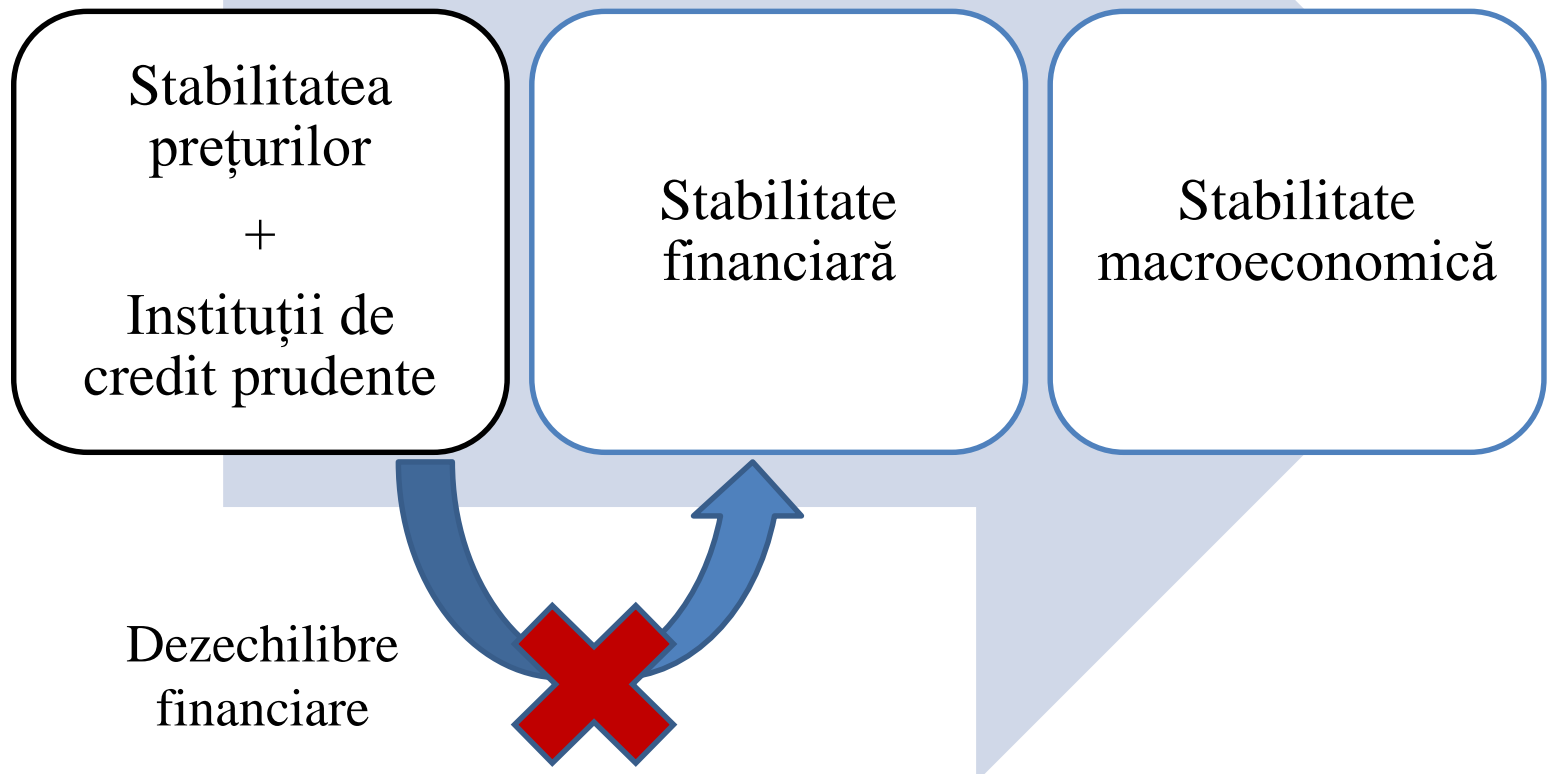 Stabilitatea
prețurilor
+
Instituții de
credit prudente
Stabilitate
financiară
Stabilitate
macroeconomică
Dezechilibre
financiare